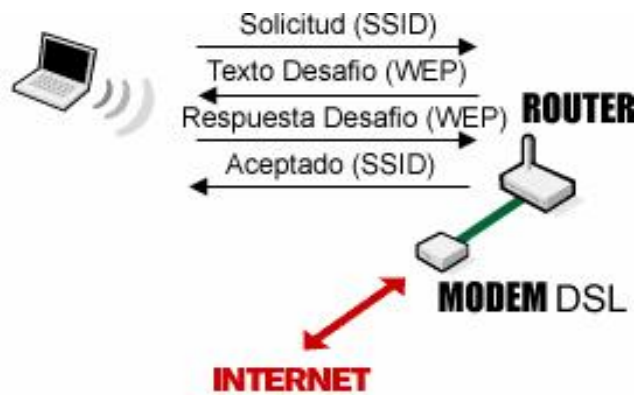 Solicitud (SSID)
Texto Desafio (WEP)
Respuesta Desafio (WEP)
Aceptado (SSID)
ROUTER
MODEM DSL
INTERNET